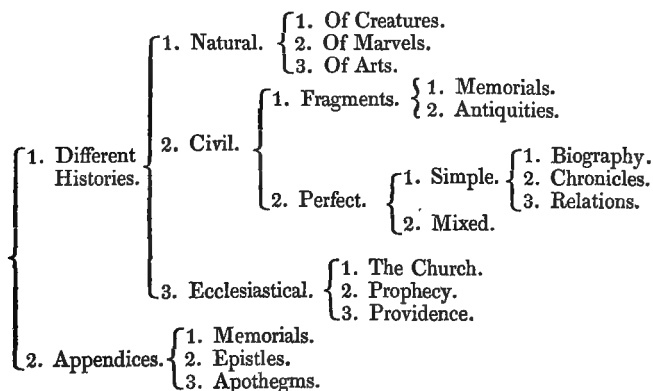 1. Of Creatures.
1. Natural. 2. Of Marvels.
3. Of Arts.
1. Fragments. 1. Memorials.
2. Antiquities.
2. Civil.
1. Different
Histories.
1. Biography.
1. Simple. 2. Chronicles.
2. Perfect. 3. Relations.
2. Mixed.
1. The Church.
3. Ecclesiastical. 2. Prophecy.
3. Providence.
1. Memorials.
2. Appendices. 2. Epistles.
3. Apothegms.